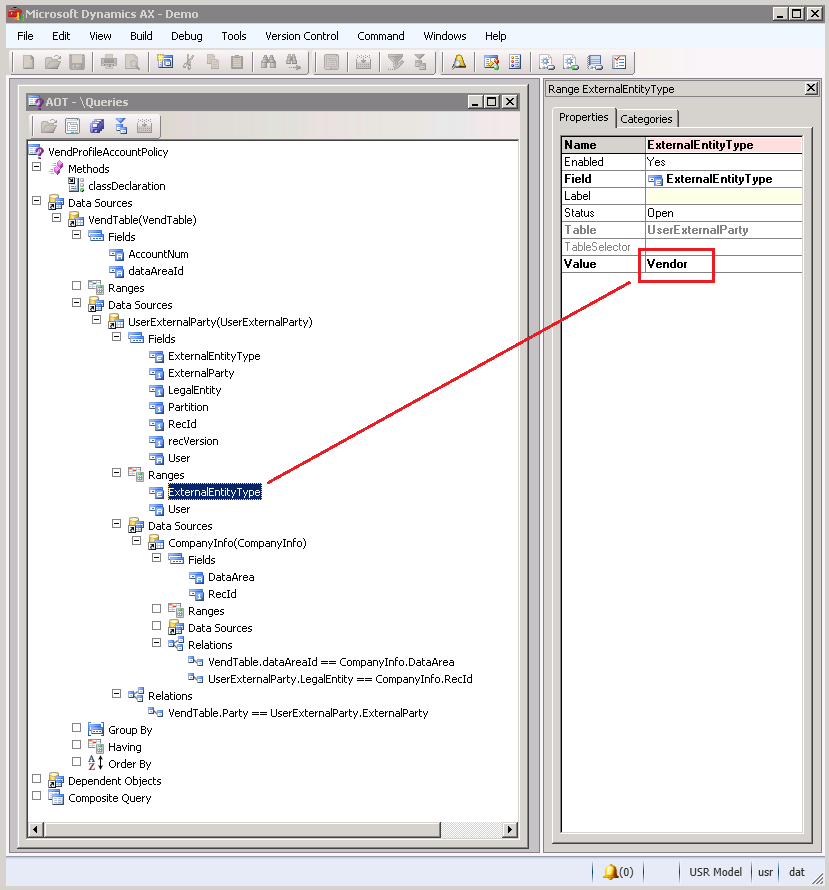 Microsoft Dynamics AX - Demo
File Edit View Build Debug Tools Version Control Command Windows Help
AOT - \Queries
VendProfileAccountPolicy
Methods
classDeclaration
Data Sources
VendTable(VendTable)
Fields
AccountNum
dataAreaId
Ranges
Data Sources
UserExternalParty(UserExternalParty)
Fields
ExternalEntityType
ExternalParty
LegalEntity
Partition
RecId
recVersion
User
Ranges
ExternalEntityType
User
Data Sources
CompanyInfo(CompanyInfo)
Fields
DataArea
RecId
Ranges
Data Sources
Relations
VendTable.dataAreaId == CompanyInfo.DataArea
UserExternalParty.LegalEntity == CompanyInfo.RecId
Relations
VendTable.Party == UserExternalParty.ExternalParty
Group By
Having
Order By
Dependent Objects
Composite Query
Range ExternalEntityType
Properties Categories
Name ExternalEntityType
Enabled Yes
Field ExternalEntityType
Label
Status Open
Table UserExternalParty
TableSelector
Value Vendor
(0) USR Model usr dat